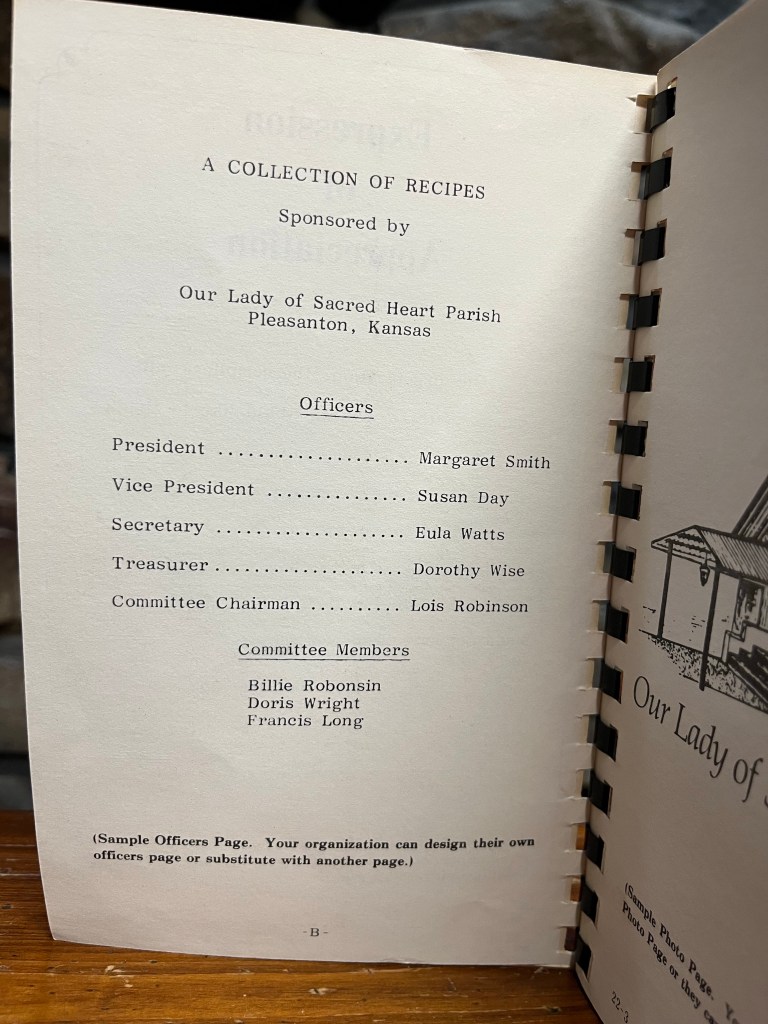 A COLLECTION OF RECIPES
Sponsored by
Our Lady of Sacred Heart Parish
Pleasanton, Kansas
Officers
President .................... Margaret Smith
Vice President ............... Susan Day
Secretary .................... Eula Watts
Treasurer .................... Dorothy Wise
Committee Chairman .......... Lois Robinson
Committee Members
Billie Robonsin
Doris Wright
Francis Long
(Sample Officers Page. Your organization can design their own
officers page or substitute with another page.)
-B-
Our Lady of
(Sample Photo Page.
Photo Page or they
22-3